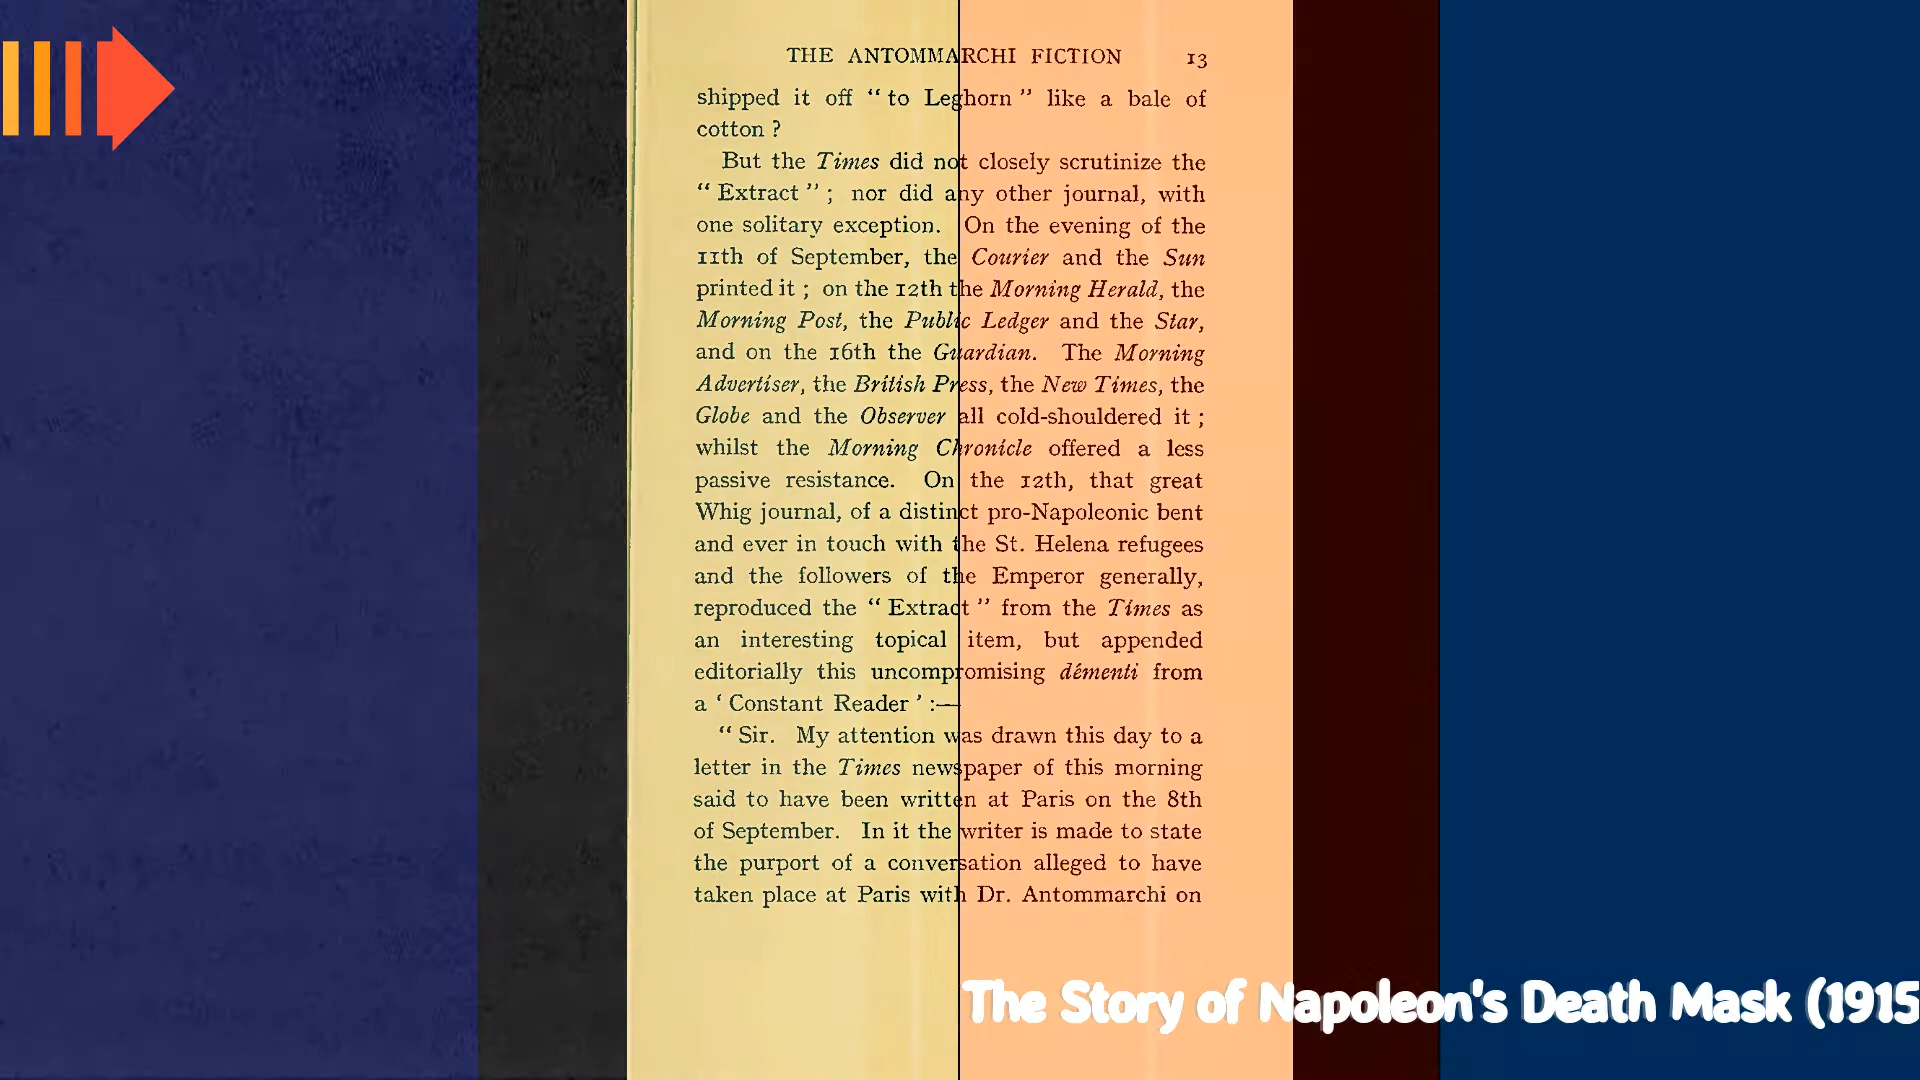 THE ANTOMMARCHI FICTION 13
shipped it off “ to Leghorn ” like a bale of
cotton ?
But the Times did not closely scrutinize the
“ Extract ” ; nor did any other journal, with
one solitary exception. On the evening of the
11th of September, the Courier and the Sun
printed it ; on the 12th the Morning Herald, the
Morning Post, the Public Ledger and the Star,
and on the 16th the Guardian. The Morning
Advertiser, the British Press, the New Times, the
Globe and the Observer all cold-shouldered it ;
whilst the Morning Chronicle offered a less
passive resistance. On the 12th, that great
Whig journal, of a distinct pro-Napoleonic bent
and ever in touch with the St. Helena refugees
and the followers of the Emperor generally,
reproduced the “ Extract ” from the Times as
an interesting topical item, but appended
editorially this uncompromising démenti from
a ‘ Constant Reader ’ :—
“ Sir. My attention was drawn this day to a
letter in the Times newspaper of this morning
said to have been written at Paris on the 8th
of September. In it the writer is made to state
the purport of a conversation alleged to have
taken place at Paris with Dr. Antommarchi on
The Story of Napoleon's Death Mask (1915